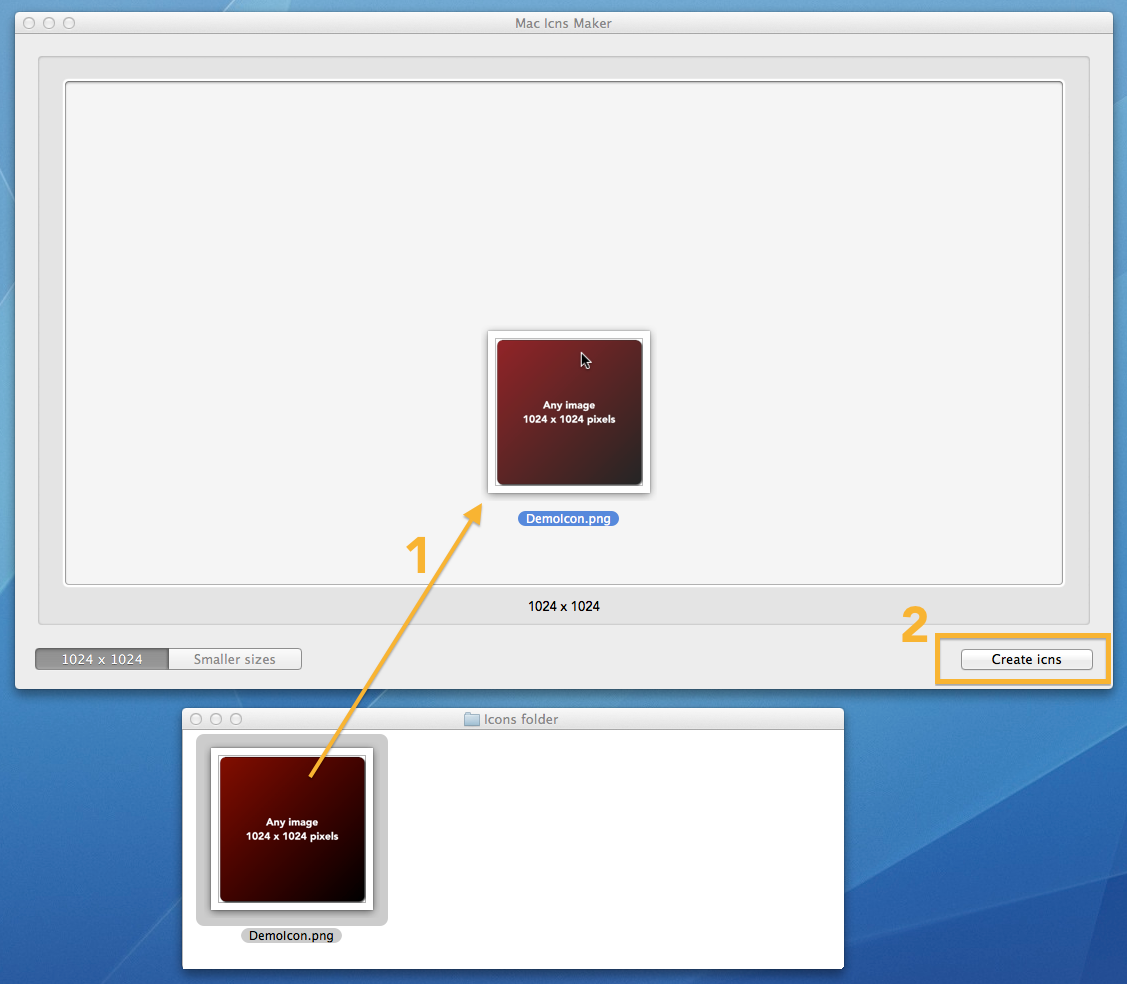 Mac Icns Maker
Any image
1024 x 1024 pixels
DemoIcon.png
1
1024 x 1024
2
1024 x 1024
Smaller sizes
Create icns
Icons folder
Any image
1024 x 1024 pixels
DemoIcon.png